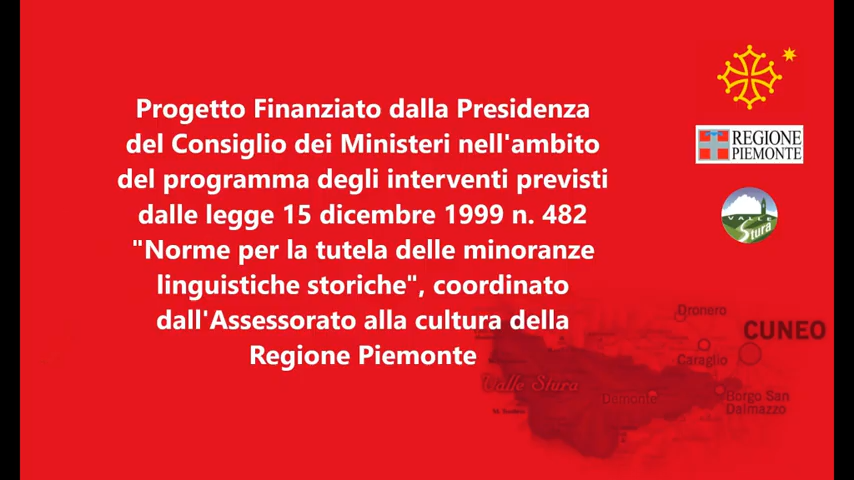 Progetto Finanziato dalla Presidenza
del Consiglio dei Ministeri nell'ambito
del programma degli interventi previsti
dalle legge 15 dicembre 1999 n. 482
"Norme per la tutela delle minoranze
linguistiche storiche", coordinato
dall'Assessorato alla cultura della
Regione Piemonte
REGIONE
PIEMONTE
VALLE
Stura
Dronero
CUNEO
Caraglio
Valle Stura
Demonte
Borgo San
Dalmazzo